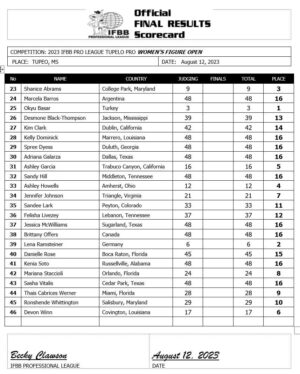 IFBB
PROFESSIONAL LEAGUE
Official
FINAL RESULTS
Scorecard
COMPETITION: 2023 IFBB PRO LEAGUE TUPELO PRO WOMEN'S FIGURE OPEN
PLACE: TUPELO, MS DATE: August 12, 2023
No NAME COUNTRY JUDGING FINALS TOTAL PLACE
23 Shanice Abrams College Park, Maryland 9 9 3
24 Marcela Barros Argentina 48 48 16
25 Okyu Basar Turkey 3 3 1
26 Desmone Black-Thompson Jackson, Mississippi 39 39 13
27 Kim Clark Dublin, California 42 42 14
28 Kelly Dominick Marrero, Louisiana 48 48 16
29 Spree Dyess Duluth, Georgia 48 48 16
30 Adriana Galarza Dallas, Texas 48 48 16
31 Ashley Garcia Trabuco Canyon, California 16 16 5
32 Sandy Hill Middleton, Tennessee 48 48 16
33 Ashley Howells Amherst, Ohio 12 12 4
34 Jennifer Johnson Triangle, Virginia 21 21 7
35 Sandee Lark Peyton, Colorado 33 33 11
36 Felisha Livezey Lebanon, Tennessee 37 37 12
37 Jessica McWilliams Sugarland, Texas 48 48 16
38 Brittany Offers Canada 48 48 16
39 Lena Ramsteiner Germany 6 6 2
40 Danielle Rose Boca Raton, Florida 45 45 15
41 Kenia Soto Russellville, Alabama 48 48 16
42 Mariana Staccioli Orlando, Florida 24 24 8
43 Sasha Vitalis Cedar Park, Texas 48 48 16
44 Thais Cabrices Werner Miami, Florida 28 28 9
45 Ronshende Whittington Salisbury, Maryland 29 29 10
46 Devon Winn Covington, Louisiana 17 17 6
Becky Clawson August 12, 2023
IFBB PROFESSIONAL LEAGUE DATE